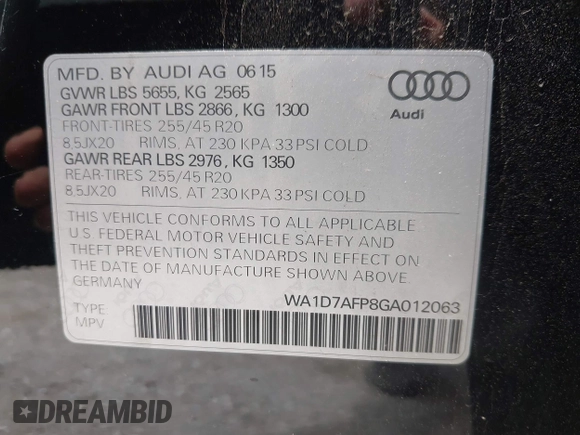 MFD. BY AUDI AG 06 15
GVWR LBS 5655, KG 2565
GAWR FRONT LBS 2866, KG 1300
FRONT-TIRES 255/45 R20
8,5JX20 RIMS, AT 230 KPA 33 PSI COLD
GAWR REAR LBS 2976, KG 1350
REAR-TIRES 255/45 R20
8,5JX20 RIMS, AT 230 KPA 33 PSI COLD
Audi
THIS VEHICLE CONFORMS TO ALL APPLICABLE
U.S. FEDERAL MOTOR VEHICLE SAFETY AND
THEFT PREVENTION STANDARDS IN EFFECT ON
THE DATE OF MANUFACTURE SHOWN ABOVE.
GERMANY
WA1D7AFP8GA012063
TYPE
MPV
DREAMBID